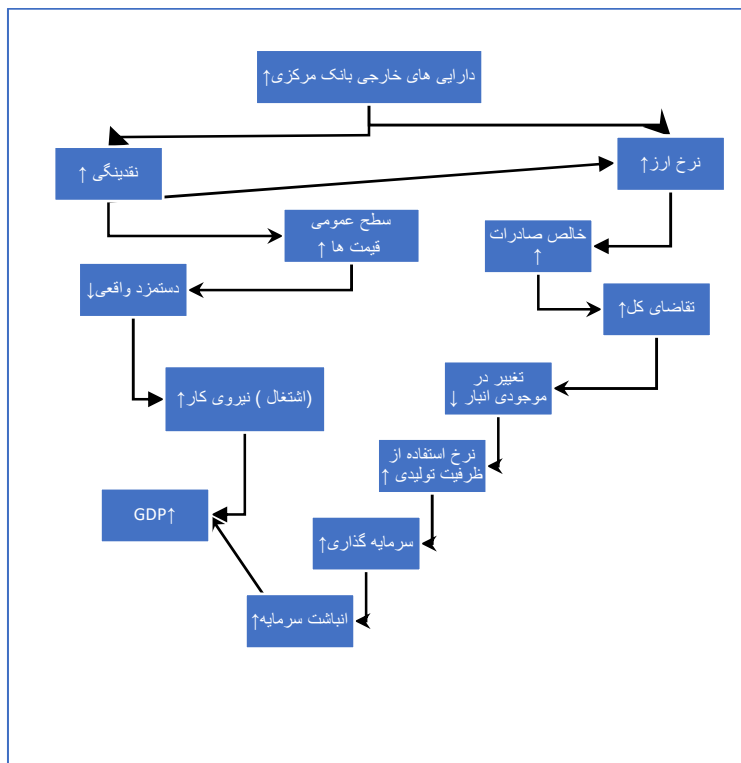 دارایی های خارجی بانک مرکزی↑
نرخ ارز↑
نقدینگی ↑
سطح عمومی
قیمت ها ↑
خالص صادرات
↑
دستمزد واقعی↓
تقاضای کل↑
تغییر در
موجودی انبار ↓
(اشتغال ) نیروی کار↑
نرخ استفاده از
ظرفیت تولیدی ↑
GDP↑
سرمایه گذاری↑
انباشت سرمایه↑